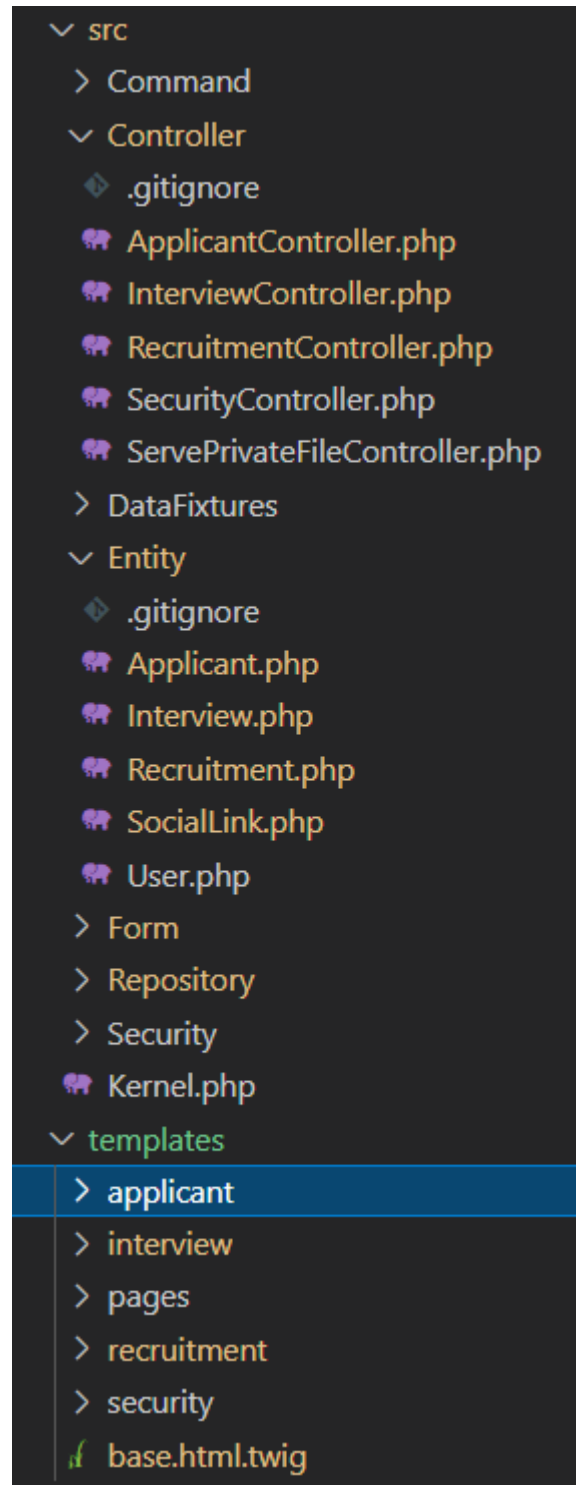 src
Command
Controller
.gitignore
ApplicantController.php
InterviewController.php
RecruitmentController.php
SecurityController.php
ServePrivateFileController.php
DataFixtures
Entity
.gitignore
Applicant.php
Interview.php
Recruitment.php
SocialLink.php
User.php
Form
Repository
Security
Kernel.php
templates
applicant
interview
pages
recruitment
security
base.html.twig